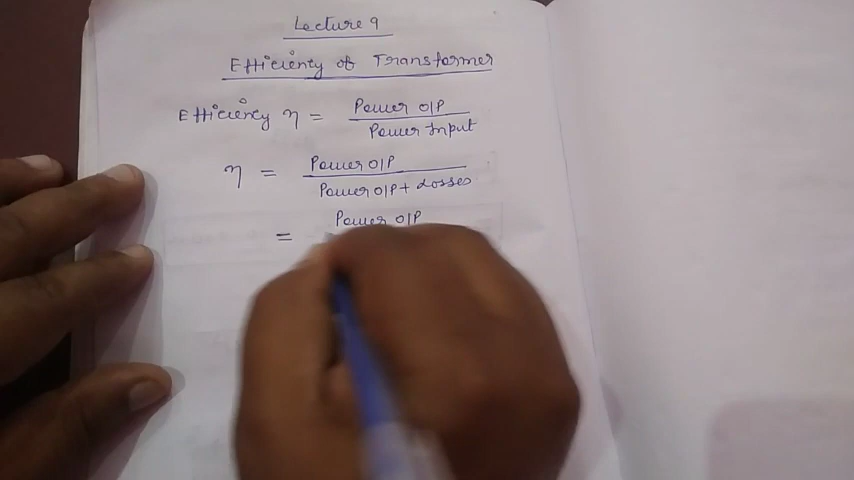 Lecture 9
Efficiency of Transformer
Efficiency η = Power O/P
Power Input
η = Power O/P
Power O/P + Losses
= Power O/P